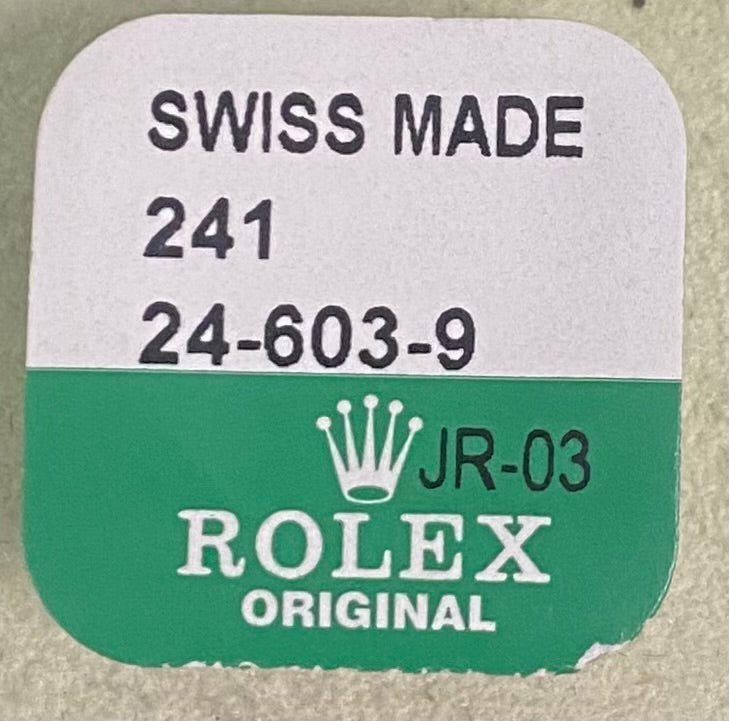 SWISS MADE
241
24-603-9
JR-03
ROLEX
ORIGINAL